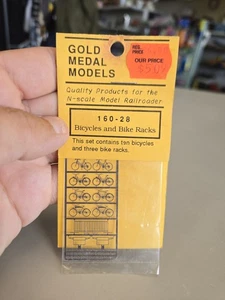 GOLD
MEDAL
MODELS
REG.
PRICE
OUR PRICE
Quality Products for the
N-scale Model Railroader
160-28
Bicycles and Bike Racks
This set contains ten bicycles
and three bike racks.